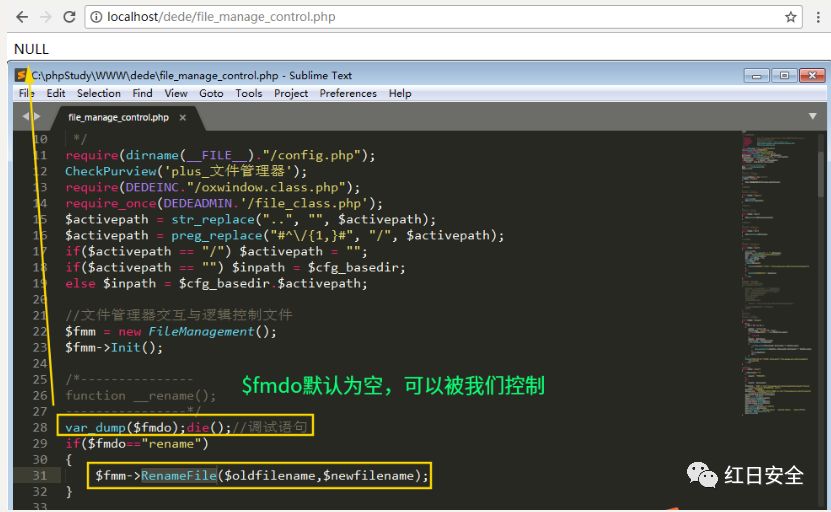 localhost/dede/file_manage_control.php
NULL
C:\phpStudy\WWW\dede\file_manage_control.php - Sublime Text
File Edit Selection Find View Goto Tools Project Preferences Help
file_manage_control.php ×
10 */
11 require(dirname(__FILE__)."/config.php");
12 CheckPurview('plus_文件管理器');
13 require(DEDEINC."/oxwindow.class.php");
14 require_once(DEDEADMIN.'/file_class.php');
15 $activepath = str_replace("..", "", $activepath);
16 $activepath = preg_replace("#^\/{1,}#", "/", $activepath);
17 if($activepath == "/") $activepath = "";
18 if($activepath == "") $inpath = $cfg_basedir;
19 else $inpath = $cfg_basedir.$activepath;
20
21 //文件管理器交互与逻辑控制文件
22 $fmm = new FileManagement();
23 $fmm->Init();
24
25 /*---------------
$fmdo默认为空，可以被我们控制
26 function __rename();
27 ----------------*/
28 var_dump($fmdo);die();//调试语句
29 if($fmdo=="rename")
30 {
31 $fmm->RenameFile($oldfilename,$newfilename);
32 }
33
红日安全